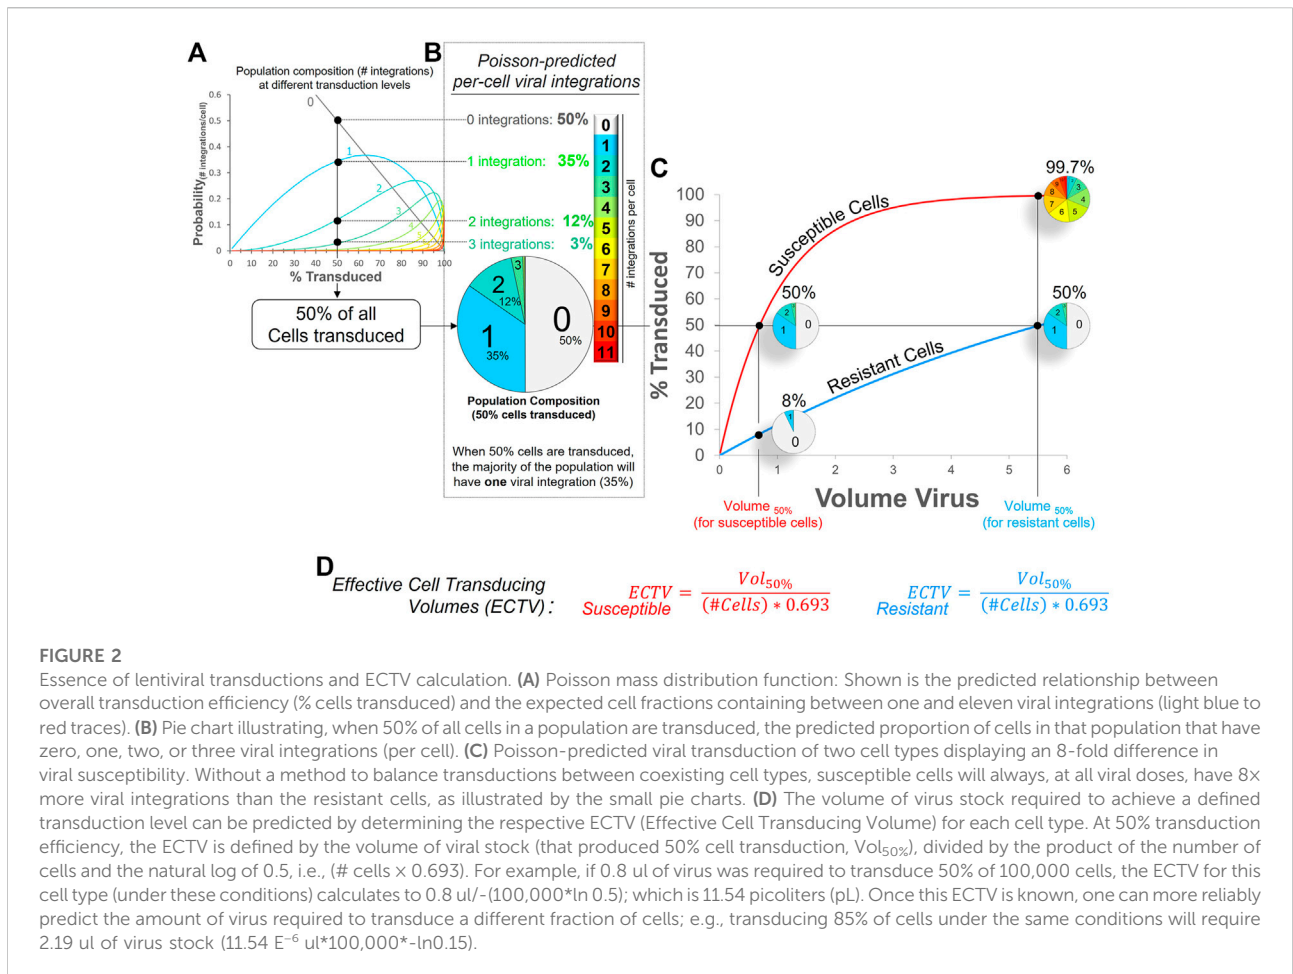 A
Population composition (# integrations)
at different transduction levels
Probability(# integrations/cell)
0.6
0.5
0.4
0.3
0.2
0.1
0
0
1
2
3
4
5
0 10 20 30 40 50 60 70 80 90 100
% Transduced
50% of all
Cells transduced
B
Poisson-predicted
per-cell viral integrations
0 integrations: 50%
1 integration: 35%
2 integrations: 12%
3 integrations: 3%
0
1
2
3
4
5
6
7
8
9
10
11
# integrations per cell
3
2
12%
1
35%
0
50%
Population Composition
(50% cells transduced)
When 50% cells are transduced,
the majority of the population will
have one viral integration (35%)
C
% Transduced
100
90
80
70
60
50
40
30
20
10
0
Susceptible Cells
Resistant Cells
99.7%
3
4
5
6
7
8
9
50%
2
1
0
50%
2
1
0
8%
1
0
0 1 2 3 4 5 6
Volume Virus
Volume 50%
(for susceptible cells)
Volume 50%
(for resistant cells)
D
Effective Cell Transducing
Volumes (ECTV) :
ECTV Susceptible = Vol50% / (#Cells) * 0.693
ECTV Resistant = Vol50% / (#Cells) * 0.693
FIGURE 2
Essence of lentiviral transductions and ECTV calculation. (A) Poisson mass distribution function: Shown is the predicted relationship between
overall transduction efficiency (% cells transduced) and the expected cell fractions containing between one and eleven viral integrations (light blue to
red traces). (B) Pie chart illustrating, when 50% of all cells in a population are transduced, the predicted proportion of cells in that population that have
zero, one, two, or three viral integrations (per cell). (C) Poisson-predicted viral transduction of two cell types displaying an 8-fold difference in
viral susceptibility. Without a method to balance transductions between coexisting cell types, susceptible cells will always, at all viral doses, have 8×
more viral integrations than the resistant cells, as illustrated by the small pie charts. (D) The volume of virus stock required to achieve a defined
transduction level can be predicted by determining the respective ECTV (Effective Cell Transducing Volume) for each cell type. At 50% transduction
efficiency, the ECTV is defined by the volume of viral stock (that produced 50% cell transduction, Vol50%), divided by the product of the number of
cells and the natural log of 0.5, i.e., (# cells × 0.693). For example, if 0.8 ul of virus was required to transduce 50% of 100,000 cells, the ECTV for this
cell type (under these conditions) calculates to 0.8 ul/-(100,000*ln 0.5); which is 11.54 picoliters (pL). Once this ECTV is known, one can more reliably
predict the amount of virus required to transduce a different fraction of cells; e.g., transducing 85% of cells under the same conditions will require
2.19 ul of virus stock (11.54 E−6 ul*100,000*-ln0.15).